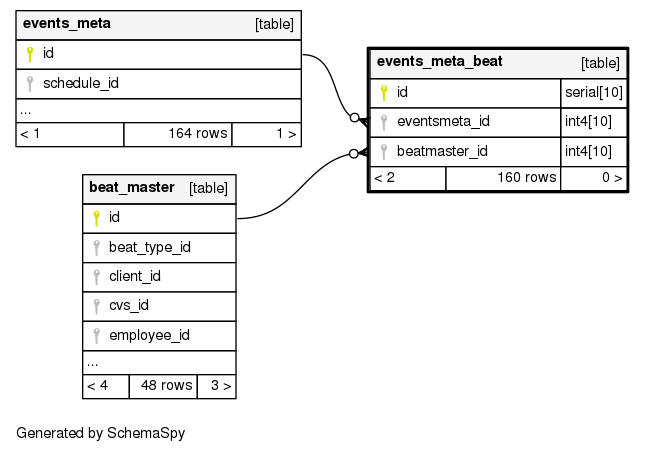 events_meta [table]
id
schedule_id
...
< 1 164 rows 1 >
events_meta_beat [table]
id serial[10]
eventsmeta_id int4[10]
beatmaster_id int4[10]
< 2 160 rows 0 >
beat_master [table]
id
beat_type_id
client_id
cvs_id
employee_id
...
< 4 48 rows 3 >
Generated by SchemaSpy